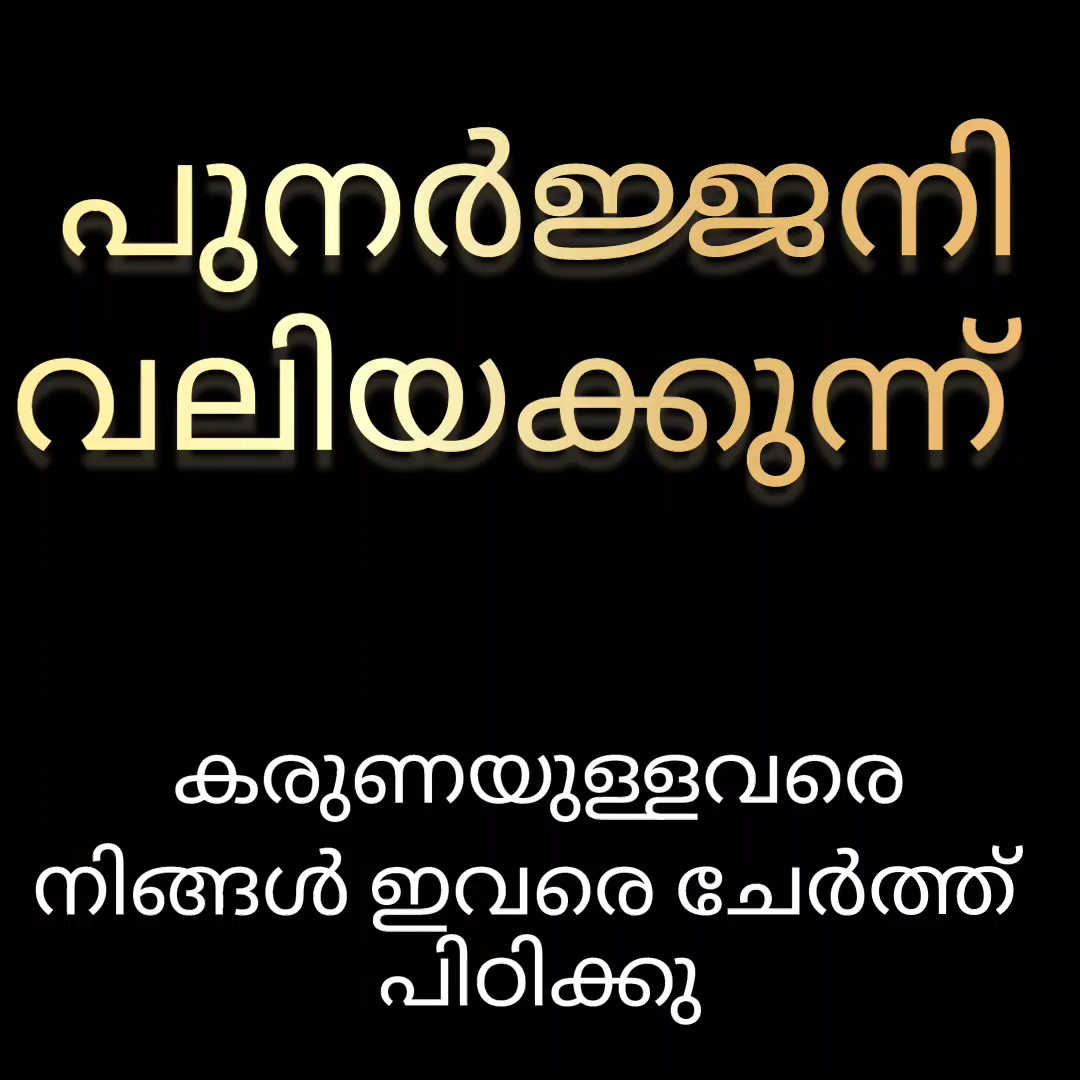 പുനർജ്ജനി
വലിയക്കുന്ന്
കരുണയുള്ളവരെ
നിങ്ങൾ ഇവരെ ചേർത്ത്
പിഠിക്കു